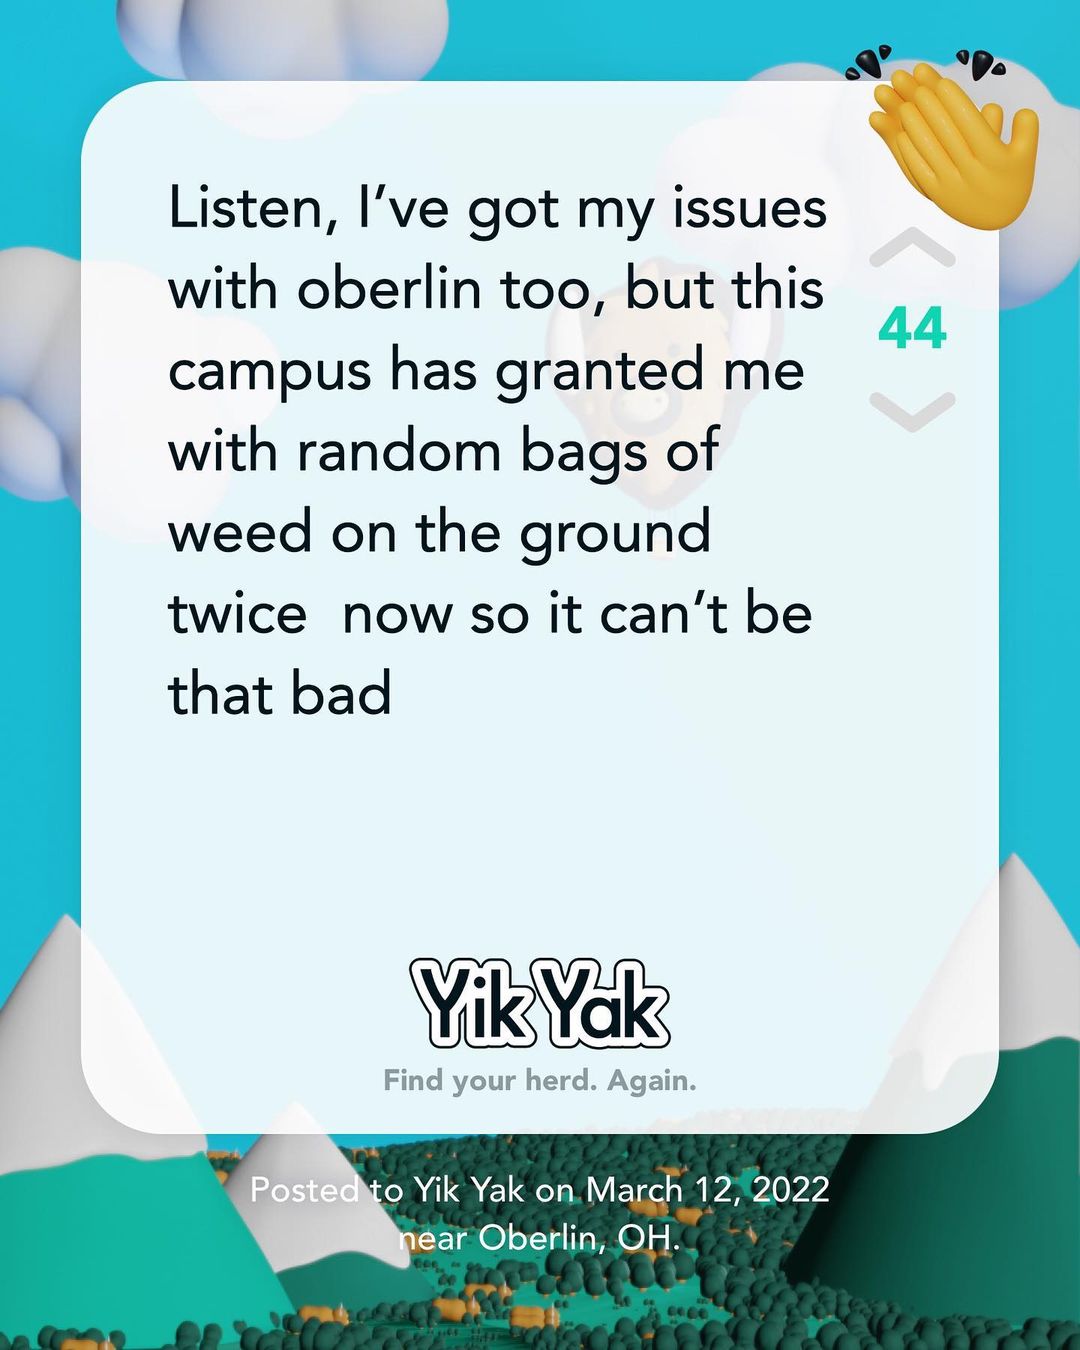 Listen, I’ve got my issues
with oberlin too, but this
campus has granted me
with random bags of
weed on the ground
twice  now so it can’t be
that bad
44
Yik Yak
Find your herd. Again.
Posted to Yik Yak on March 12, 2022
near Oberlin, OH.